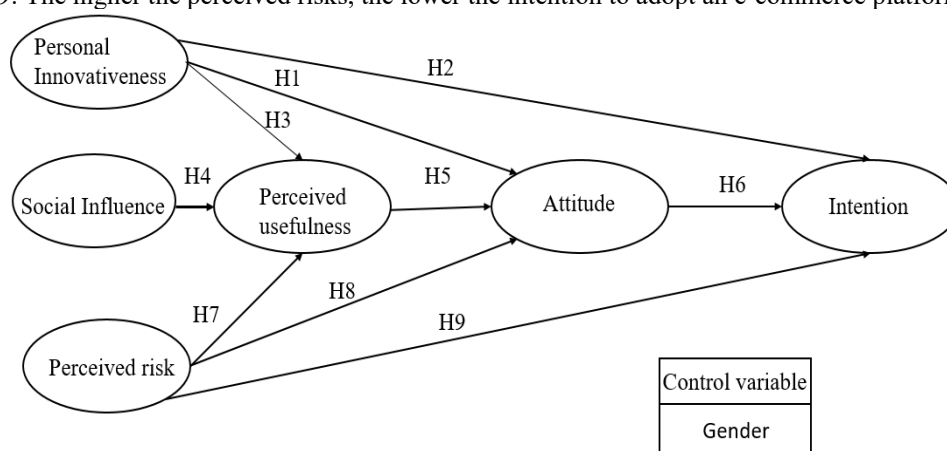 9: The higher the perceived risks, the lower the intention to adopt an e-commerce platfor
Personal
Innovativeness
H2
H1
H3
Social Influence
H4
Perceived
usefulness
H5
Attitude
H6
Intention
H7
H8
H9
Perceived risk
Control variable
Gender